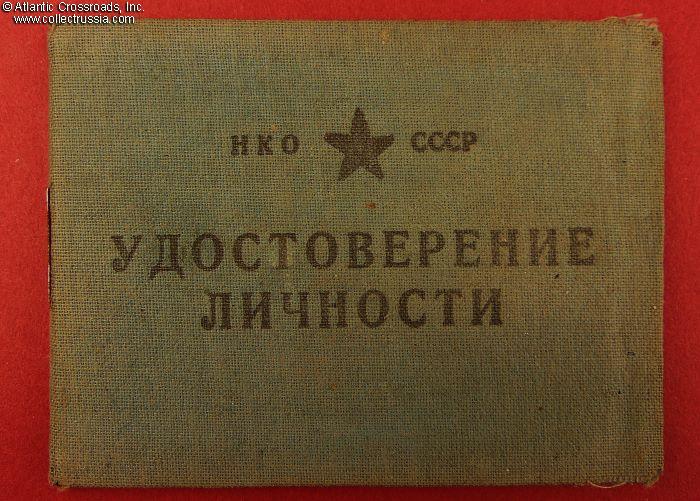 © Atlantic Crossroads, Inc.
www.collectrussia.com
НКО СССР
УДОСТОВЕРЕНИЕ
ЛИЧНОСТИ